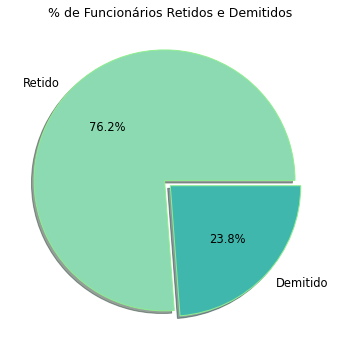 % de Funcionários Retidos e Demitidos
Retido
76.2%
23.8%
Demitido